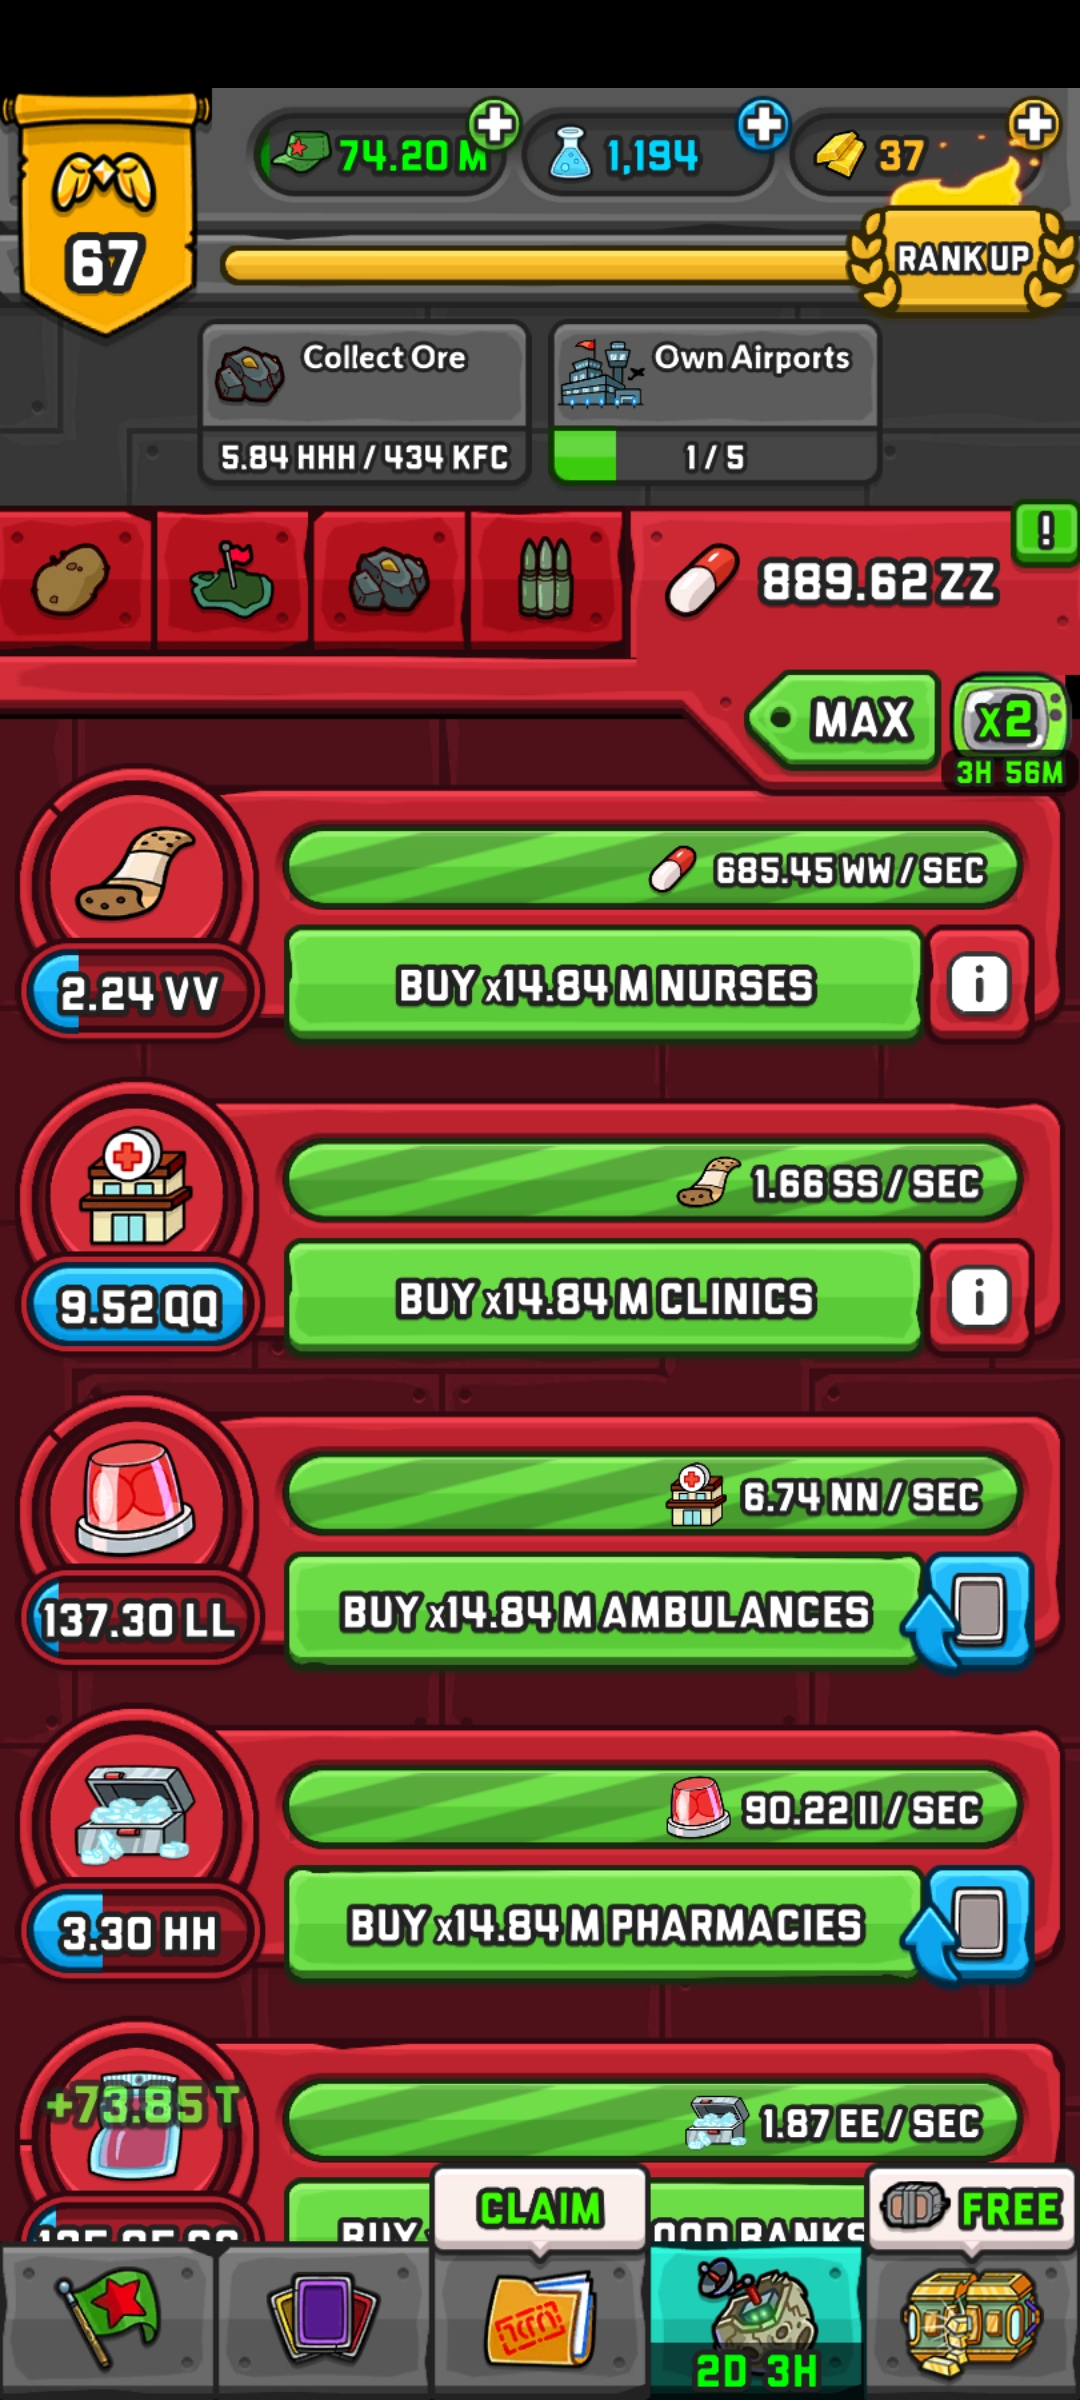 74.20 M
1,194
37
67
RANK UP
Collect Ore
Own Airports
5.84 HHH / 434 KFC
1 / 5
!
889.62 ZZ
MAX
x2
3H 56M
685.45 WW / SEC
2.24 VV
BUY x14.84 M NURSES
i
1.66 SS / SEC
9.52 QQ
BUY x14.84 M CLINICS
i
6.74 NN / SEC
137.30 LL
BUY x14.84 M AMBULANCES
90.22 II / SEC
3.30 HH
BUY x14.84 M PHARMACIES
+73.85 T
1.87 EE / SEC
BUY
CLAIM
FREE
2D 3H